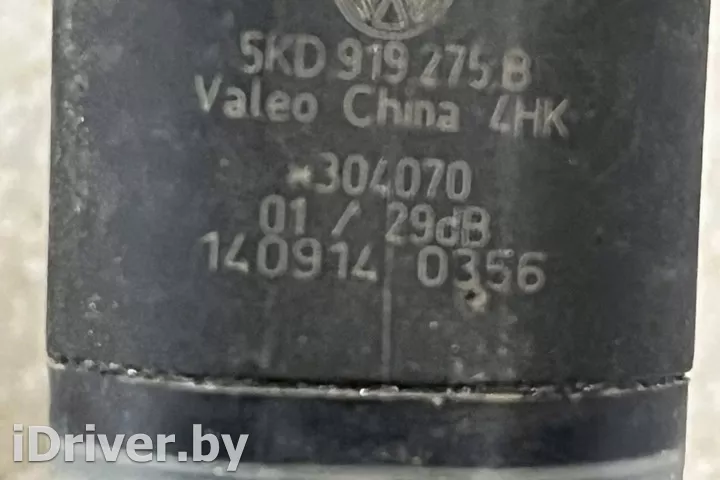 5KD 919 275 B
Valeo China 4HK
*304070
01 / 29dB
140914 0356
iDriver.by